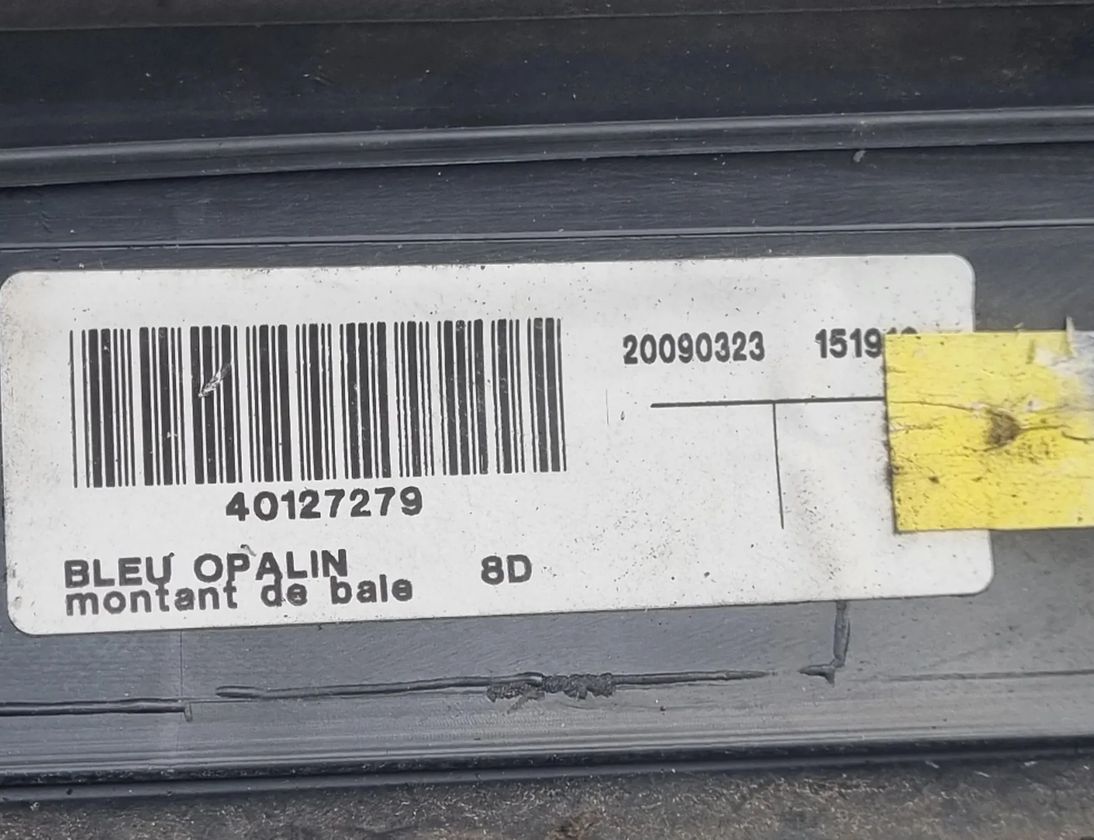 20090323
40127279
BLEU OPALIN 8D
montant de baie